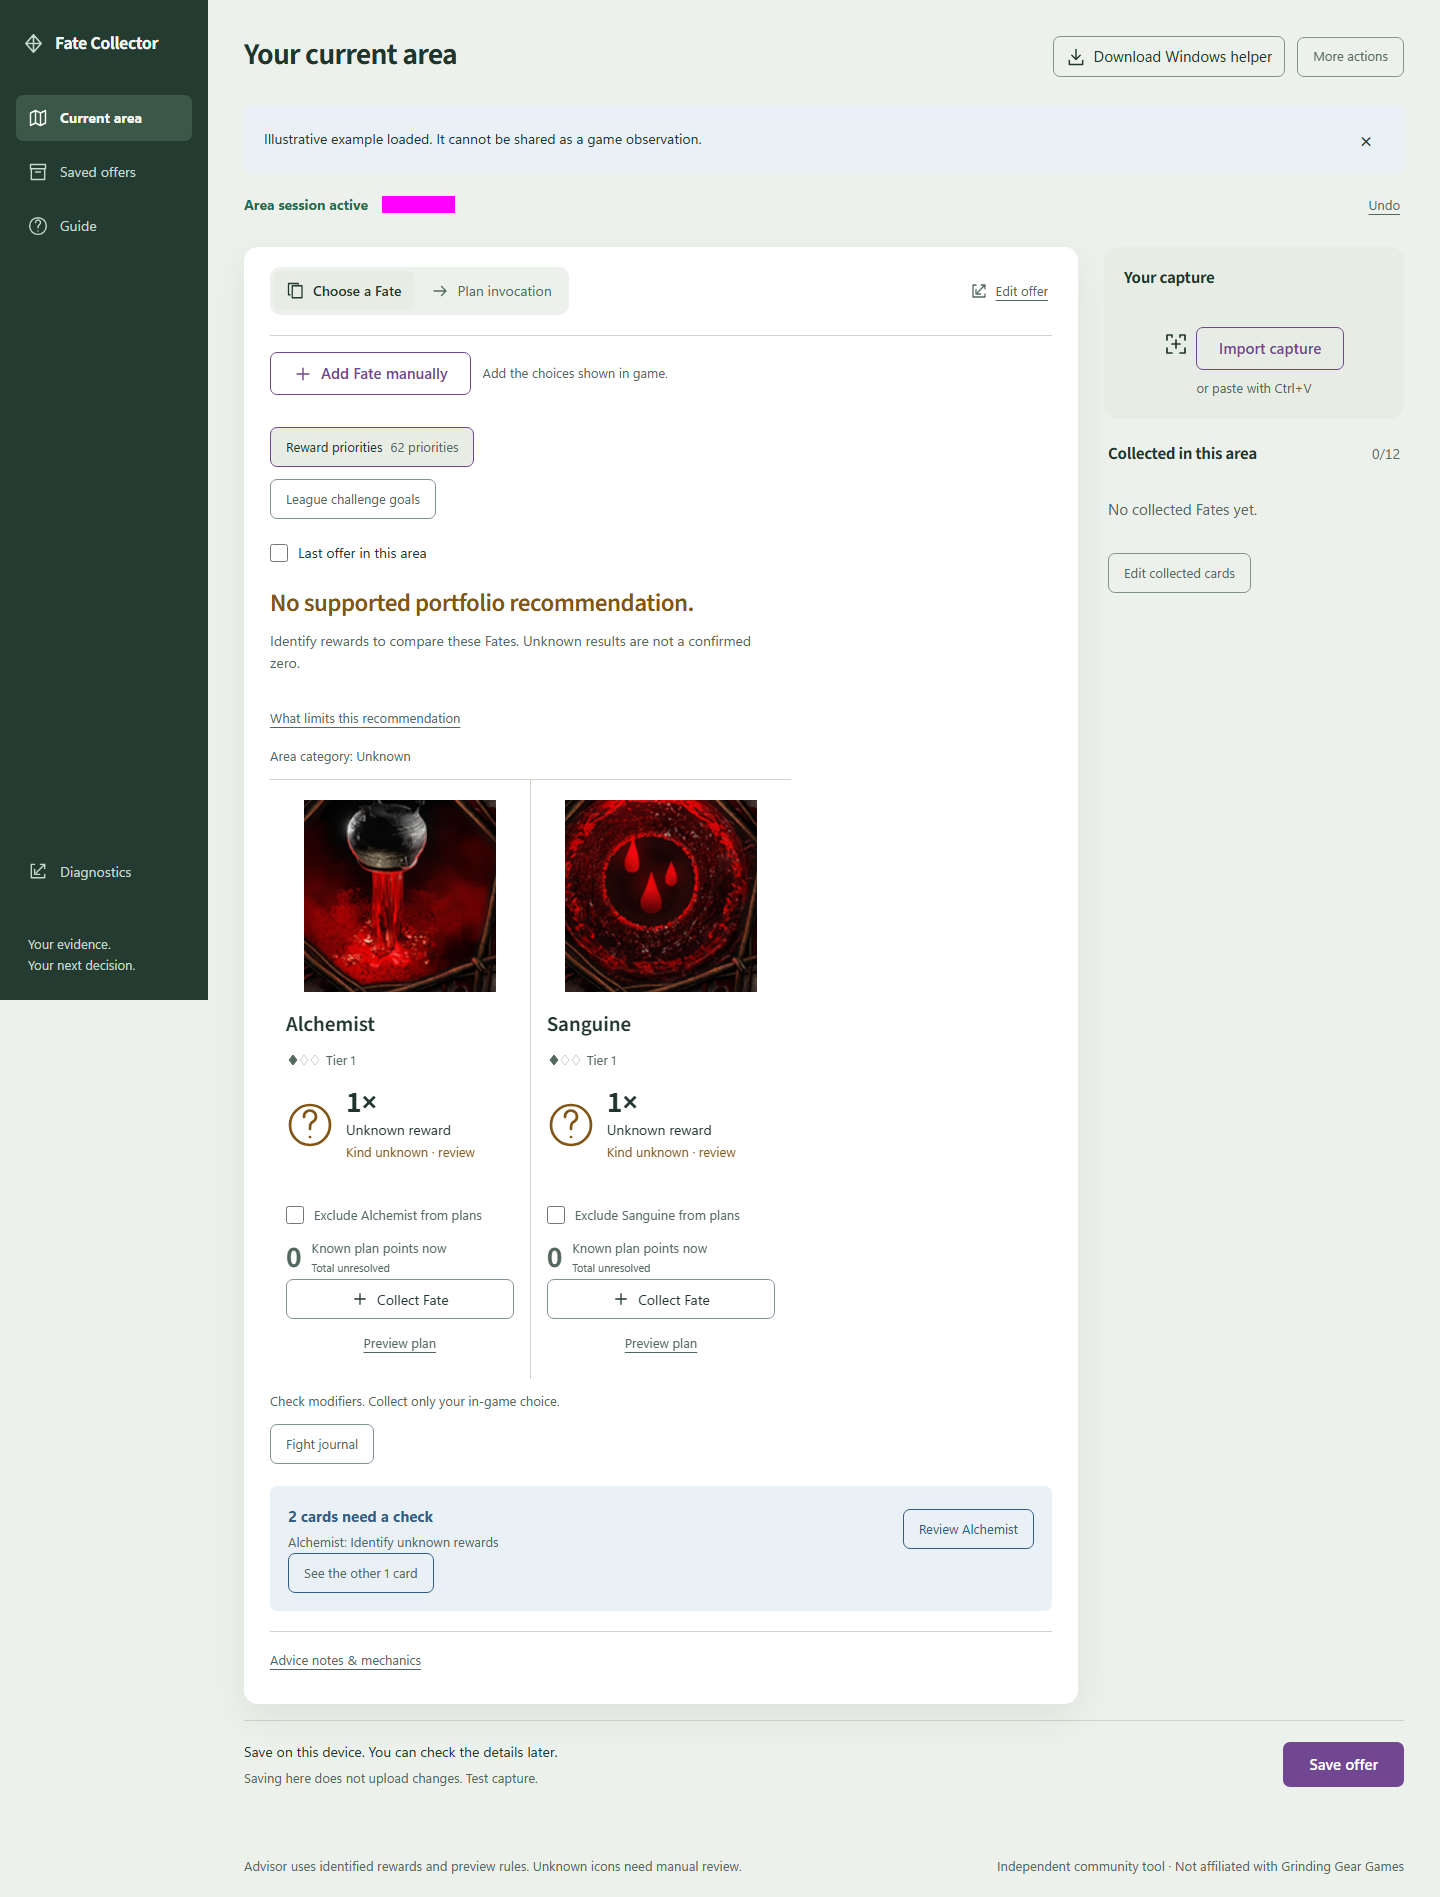 Fate Collector
Current area
Saved offers
Guide
Diagnostics
Your evidence.
Your next decision.
Your current area
Download Windows helper
More actions
Illustrative example loaded. It cannot be shared as a game observation.
Area session active
Undo
Choose a Fate
Plan invocation
Edit offer
Add Fate manually
Add the choices shown in game.
Reward priorities 62 priorities
League challenge goals
Last offer in this area
No supported portfolio recommendation.
Identify rewards to compare these Fates. Unknown results are not a confirmed
zero.
What limits this recommendation
Area category: Unknown
Alchemist
Tier 1
1×
Unknown reward
Kind unknown · review
Exclude Alchemist from plans
0
Known plan points now
Total unresolved
Collect Fate
Preview plan
Sanguine
Tier 1
1×
Unknown reward
Kind unknown · review
Exclude Sanguine from plans
0
Known plan points now
Total unresolved
Collect Fate
Preview plan
Check modifiers. Collect only your in-game choice.
Fight journal
2 cards need a check
Alchemist: Identify unknown rewards
See the other 1 card
Review Alchemist
Advice notes & mechanics
Your capture
Import capture
or paste with Ctrl+V
Collected in this area
0/12
No collected Fates yet.
Edit collected cards
Save on this device. You can check the details later.
Saving here does not upload changes. Test capture.
Save offer
Advisor uses identified rewards and preview rules. Unknown icons need manual review.
Independent community tool · Not affiliated with Grinding Gear Games